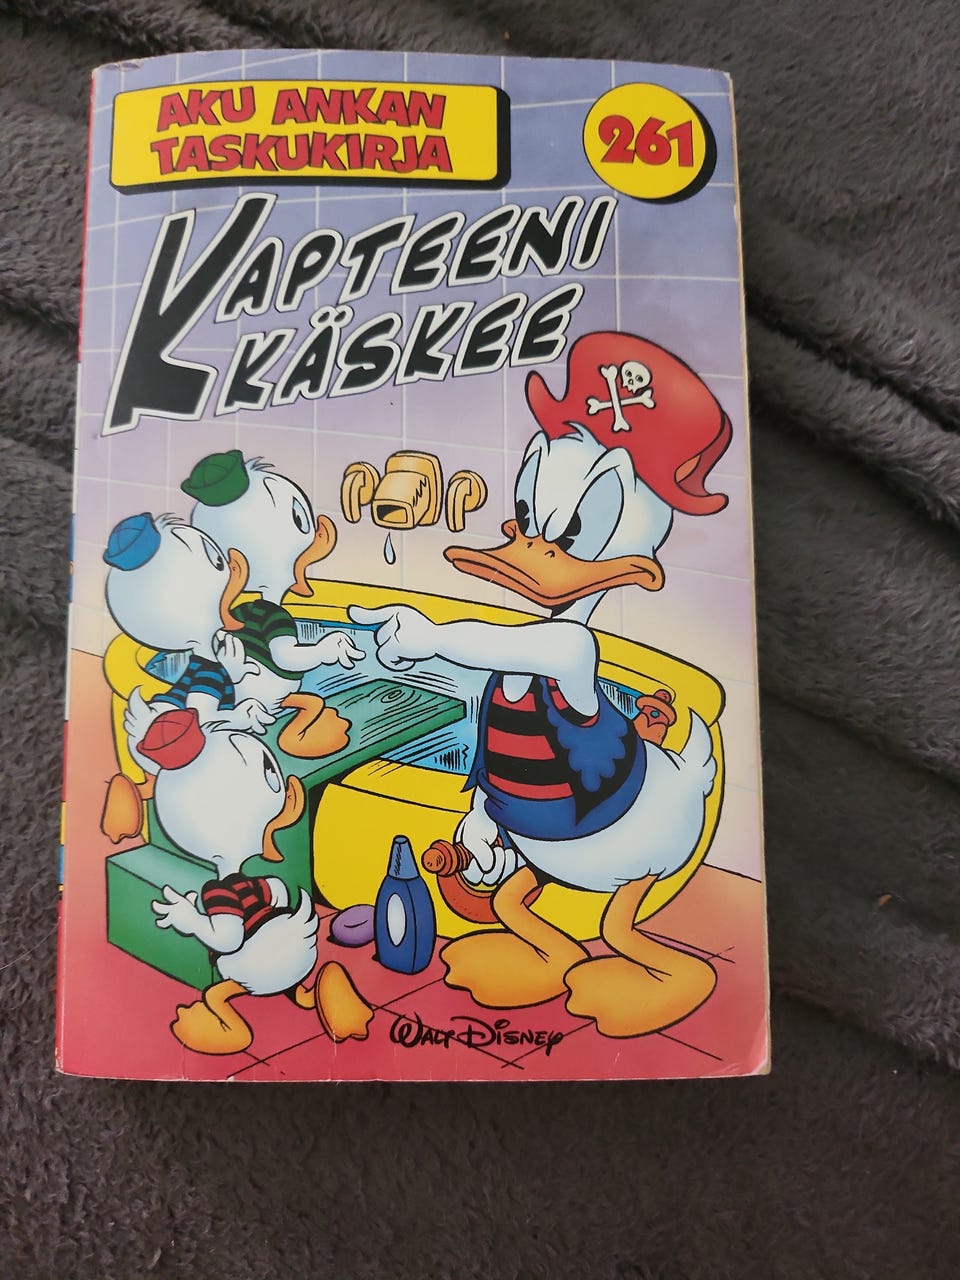 AKU ANKAN
TASKUKIRJA
261
KAPTEENI
KÄSKEE
WALT DISNEY